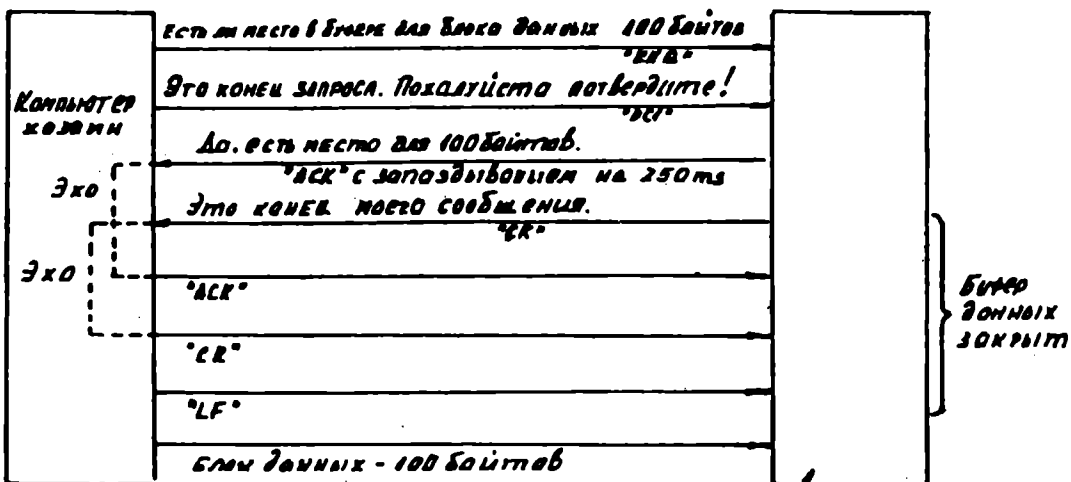 Есть ли место в буфере для блока данных 100 байтов
"ENQ"
Это конец запроса. Пожалуйста потвердите!
"DC1"
Компьютер
хозяин
Да, есть место для 100 байтов.
"ACK" с запаздыванием на 250 ms
Эхо
Это конец моего сообщения.
"CR"
Эхо
"ACK"
Буфер
данных
закрыт
"CR"
"LF"
Блок данных - 100 байтов